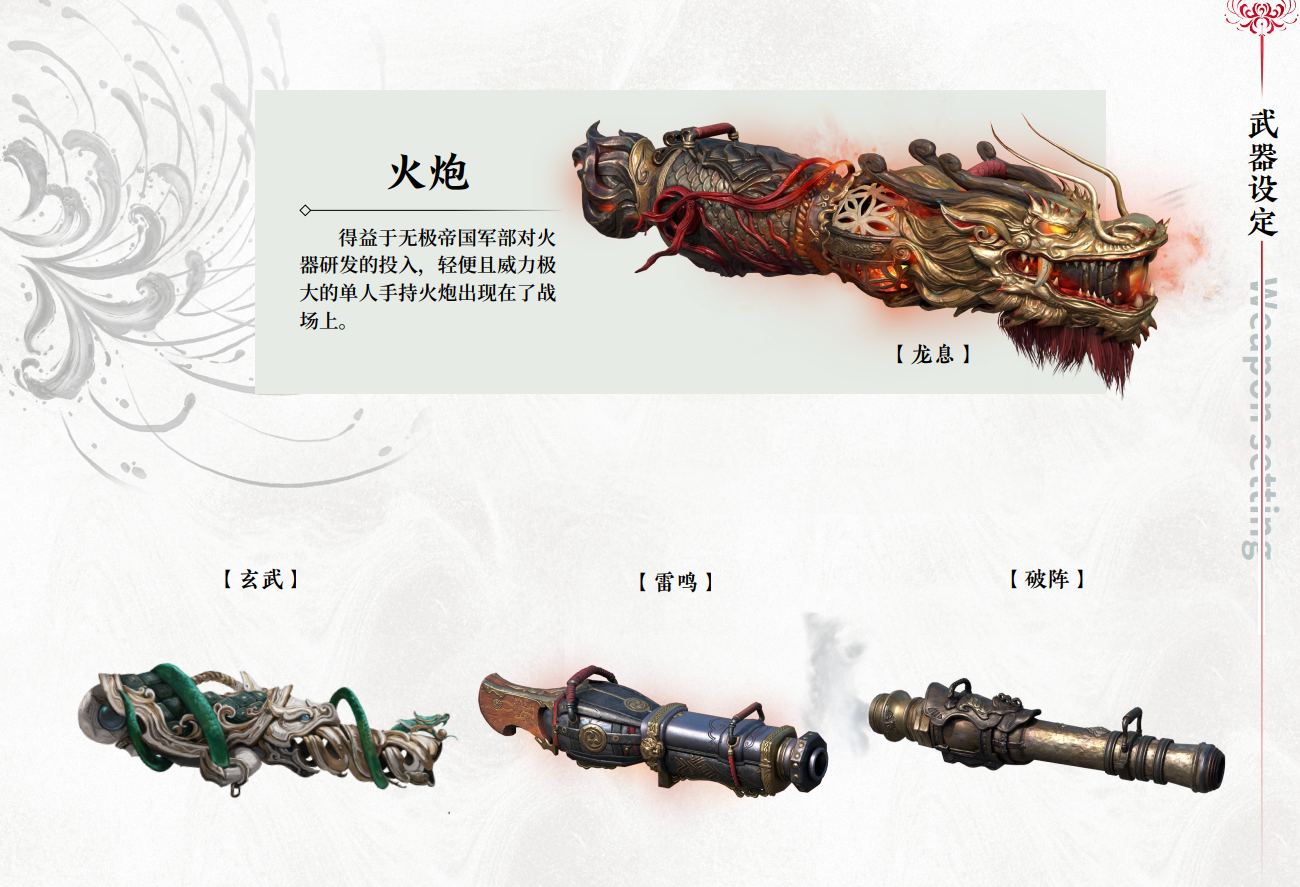 火炮
得益于无极帝国军部对火
器研发的投入，轻便且威力极
大的单人手持火炮出现在了战
场上。
【龙息】
【玄武】
【雷鸣】
【破阵】
武器设定
Weapon setting